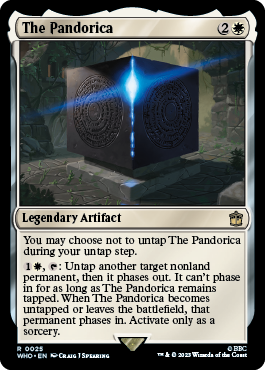 The Pandorica 2
Legendary Artifact
You may choose not to untap The Pandorica
during your untap step.
1, : Untap another target nonland
permanent, then it phases out. It can't phase
in for as long as The Pandorica remains
tapped. When The Pandorica becomes
untapped or leaves the battlefield, that
permanent phases in. Activate only as a
sorcery.
R 0025
WHO • EN CRAIG J SPEARING
© BBC
™ & © 2023 Wizards of the Coast